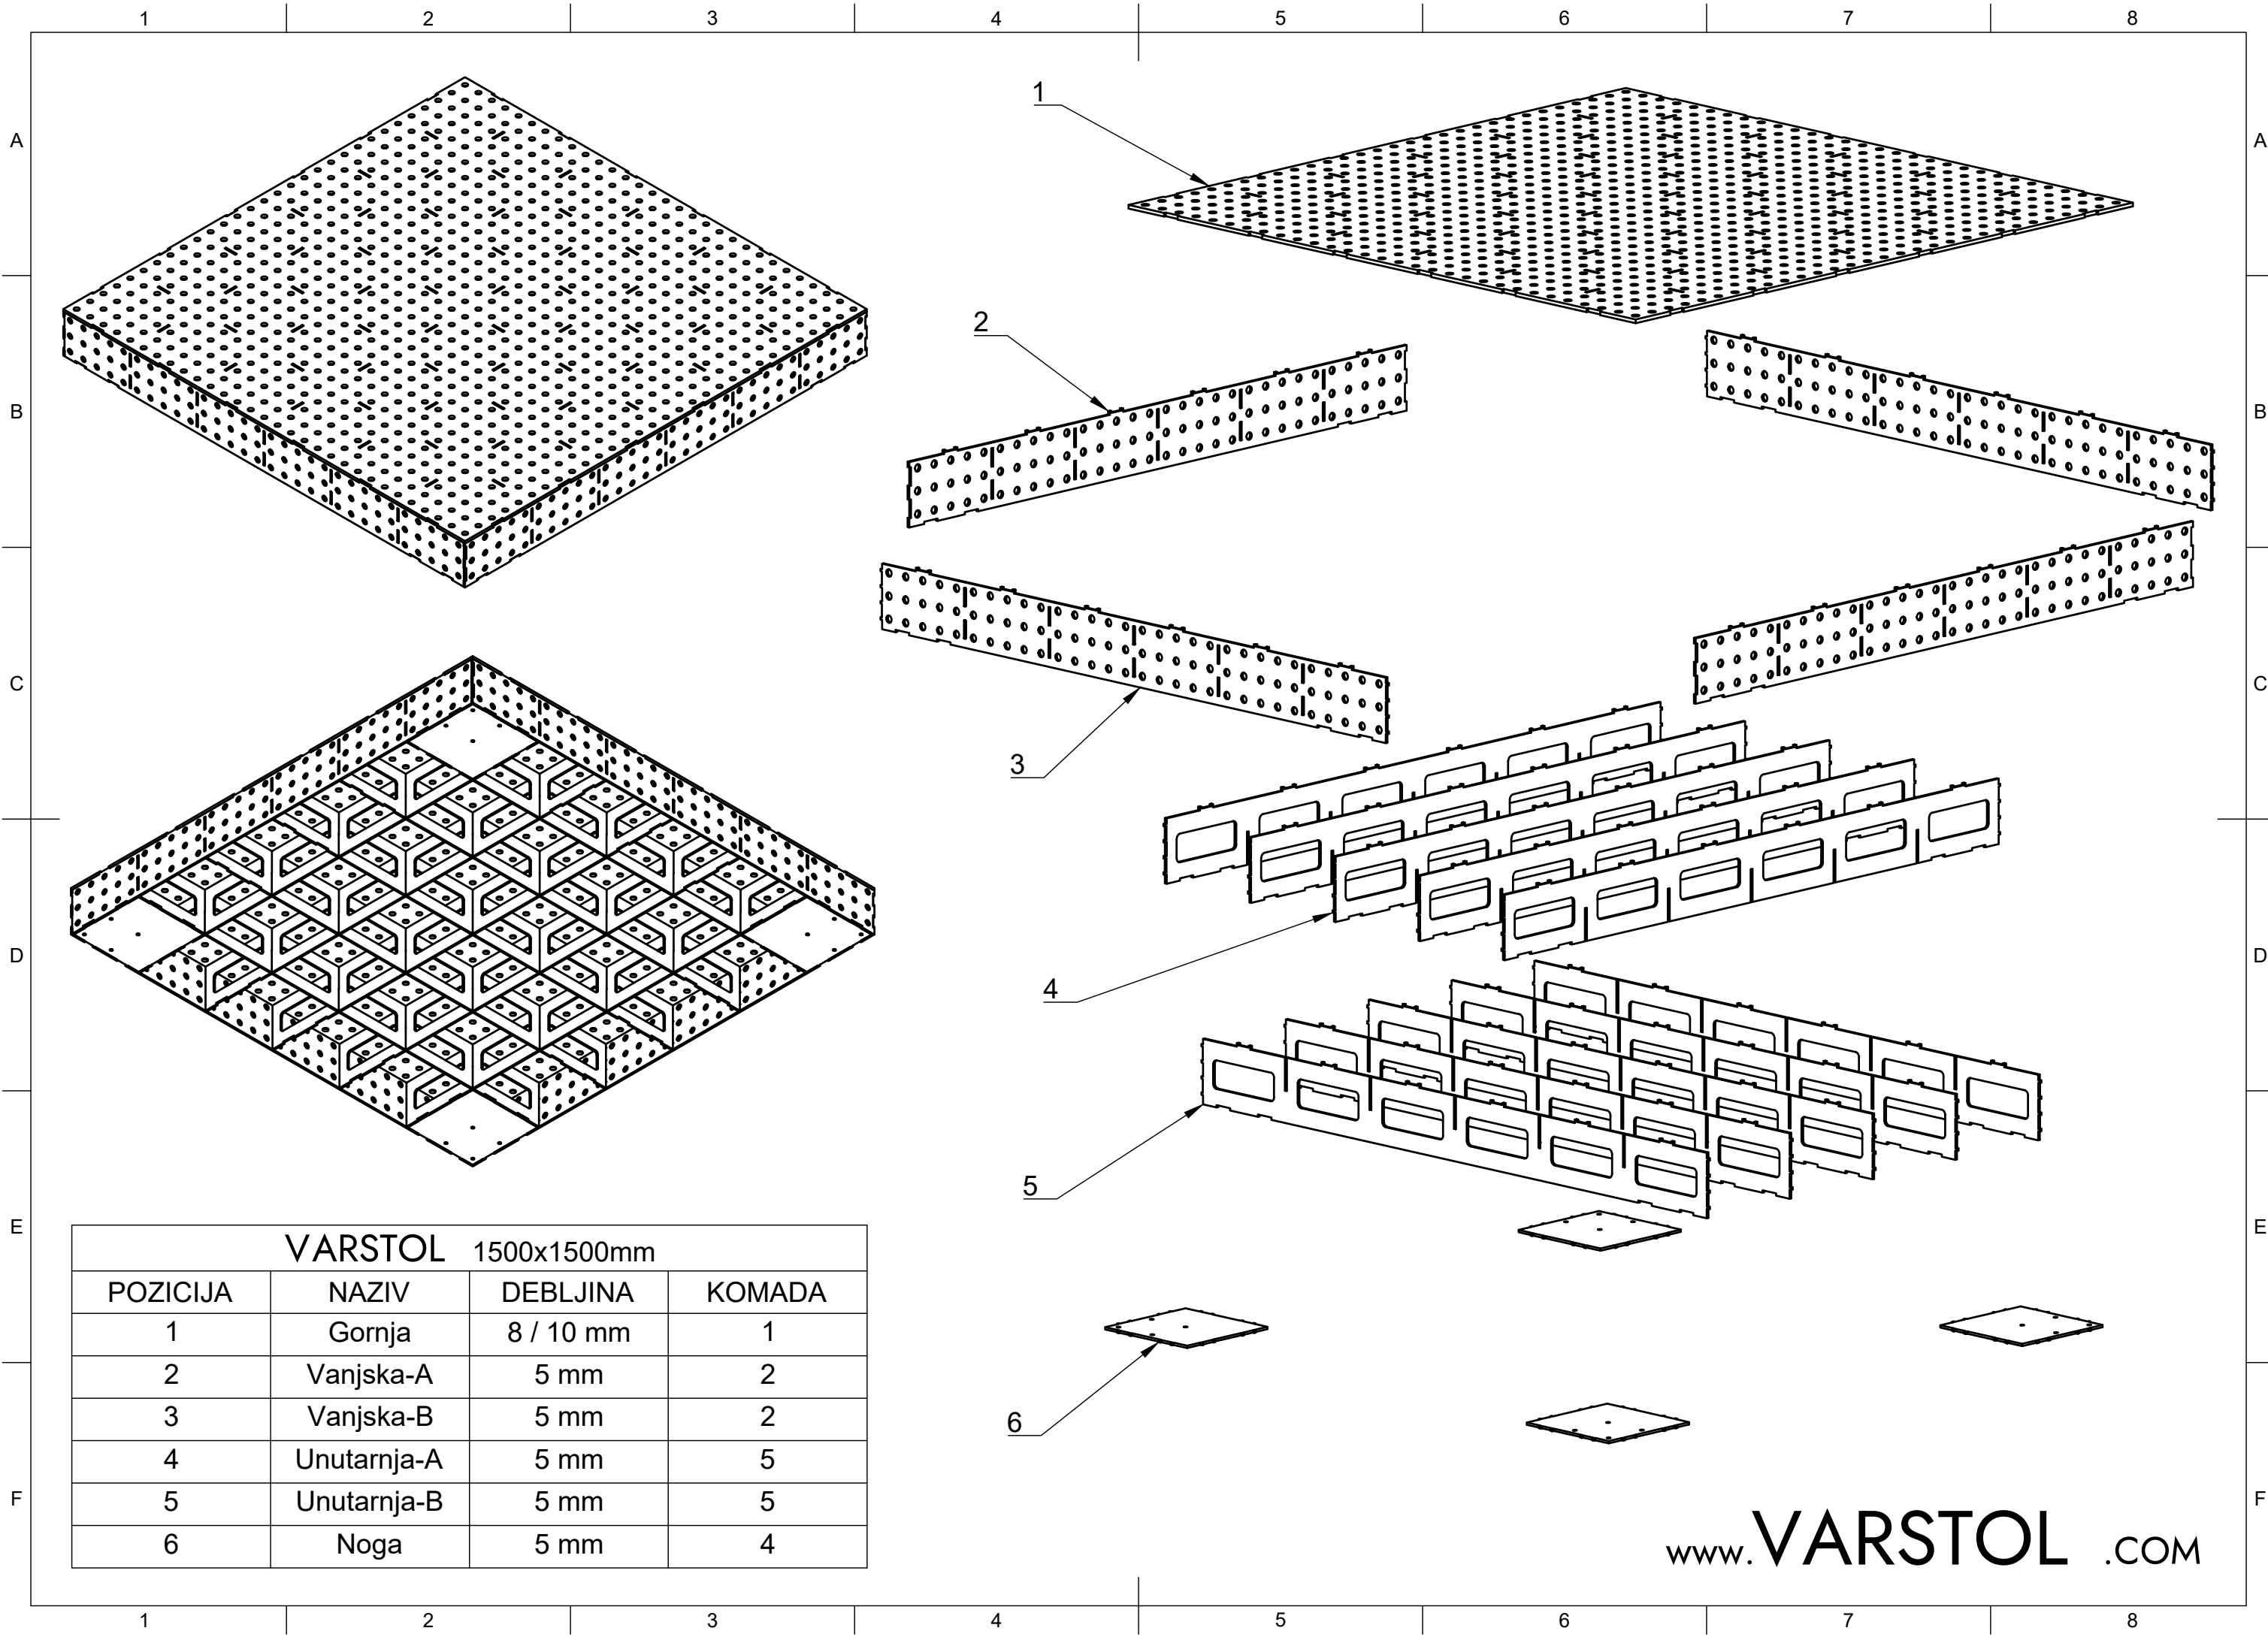 1 2 3 4 5 6 7 8
A A
B B
C C
D D
E E
F F
1
2
3
4
5
6
VARSTOL 1500x1500mm
POZICIJA NAZIV DEBLJINA KOMADA
1 Gornja 8 / 10 mm 1
2 Vanjska-A 5 mm 2
3 Vanjska-B 5 mm 2
4 Unutarnja-A 5 mm 5
5 Unutarnja-B 5 mm 5
6 Noga 5 mm 4
www.VARSTOL .COM
1 2 3 4 5 6 7 8